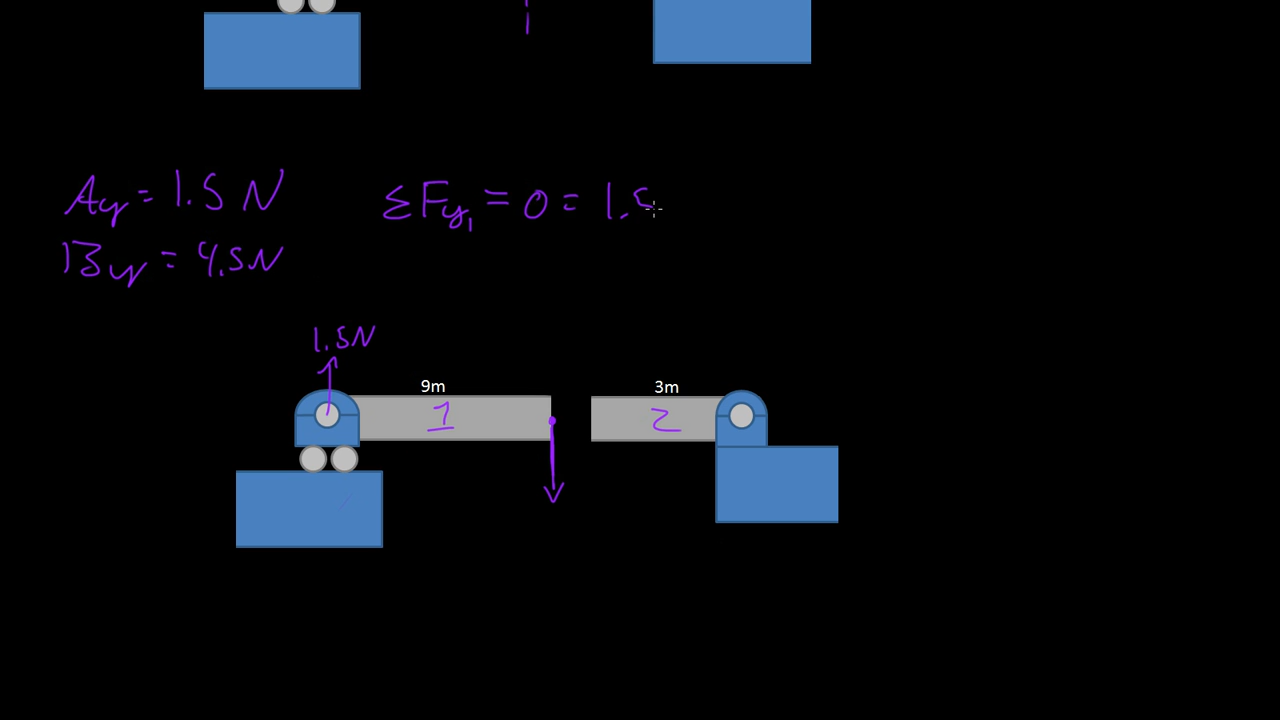 Ay = 1.5 N
ΣFy₁ = 0 = 1.5
By = 4.5N
1.5N
9m
3m
1
2